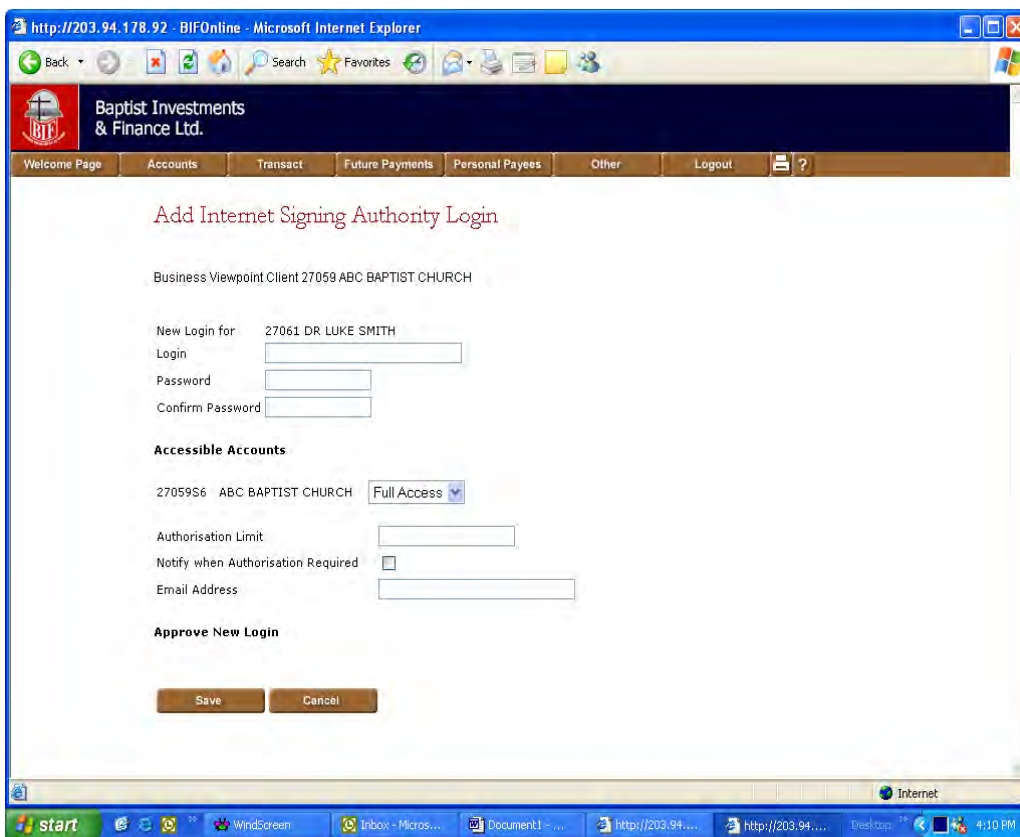 http://203.94.178.92 - BIFOnline - Microsoft Internet Explorer
Back Search Favorites
BIF Baptist Investments
& Finance Ltd.
Welcome Page Accounts Transact Future Payments Personal Payees Other Logout ?
Add Internet Signing Authority Login
Business Viewpoint Client 27059 ABC BAPTIST CHURCH
New Login for 27061 DR LUKE SMITH
Login
Password
Confirm Password
Accessible Accounts
27059S6 ABC BAPTIST CHURCH Full Access
Authorisation Limit
Notify when Authorisation Required
Email Address
Approve New Login
Save Cancel
Internet
start WindScreen Inbox - Micros... Document1 - ... http://203.94.... http://203.94.... Desktop 4:10 PM